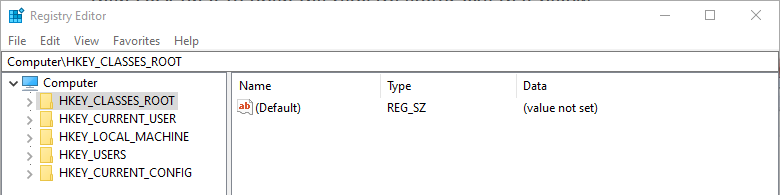 Registry Editor
File Edit View Favorites Help
Computer\HKEY_CLASSES_ROOT
Computer
HKEY_CLASSES_ROOT
HKEY_CURRENT_USER
HKEY_LOCAL_MACHINE
HKEY_USERS
HKEY_CURRENT_CONFIG
Name Type Data
ab (Default) REG_SZ (value not set)